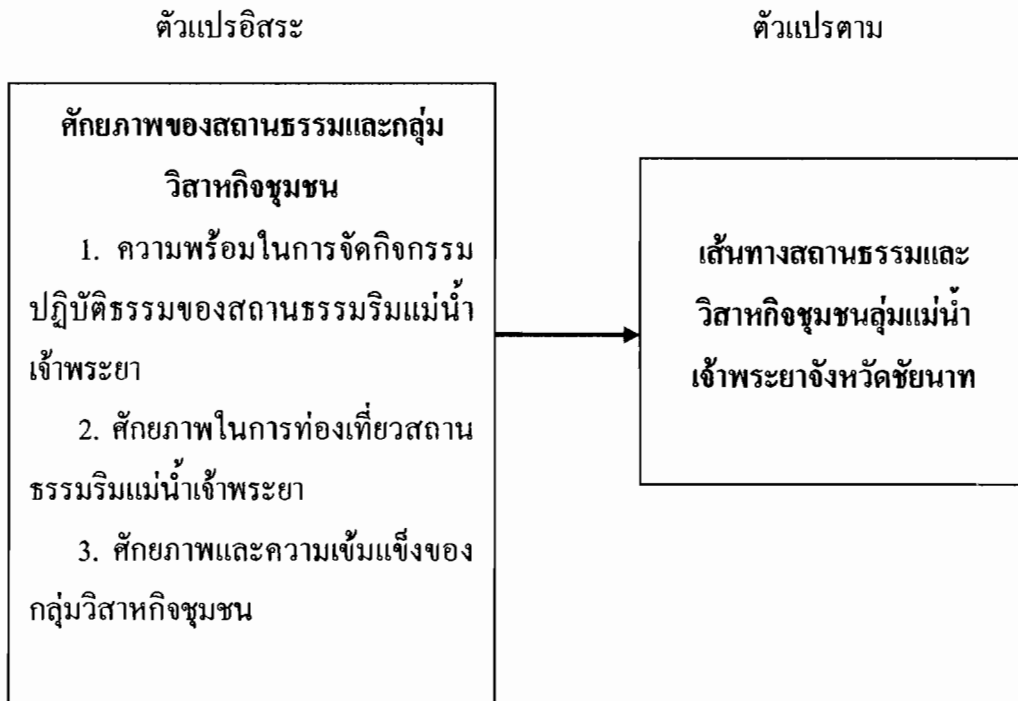 ตัวแปรอิสระ
ตัวแปรตาม
ศักยภาพของสถานธรรมและกลุ่ม
วิสาหกิจชุมชน
1. ความพร้อมในการจัดกิจกรรม
ปฏิบัติธรรมของสถานธรรมริมแม่น้ำ
เจ้าพระยา
2. ศักยภาพในการท่องเที่ยวสถาน
ธรรมริมแม่น้ำเจ้าพระยา
3. ศักยภาพและความเข้มแข็งของ
กลุ่มวิสาหกิจชุมชน
เส้นทางสถานธรรมและ
วิสาหกิจชุมชนลุ่มแม่น้ำ
เจ้าพระยาจังหวัดชัยนาท